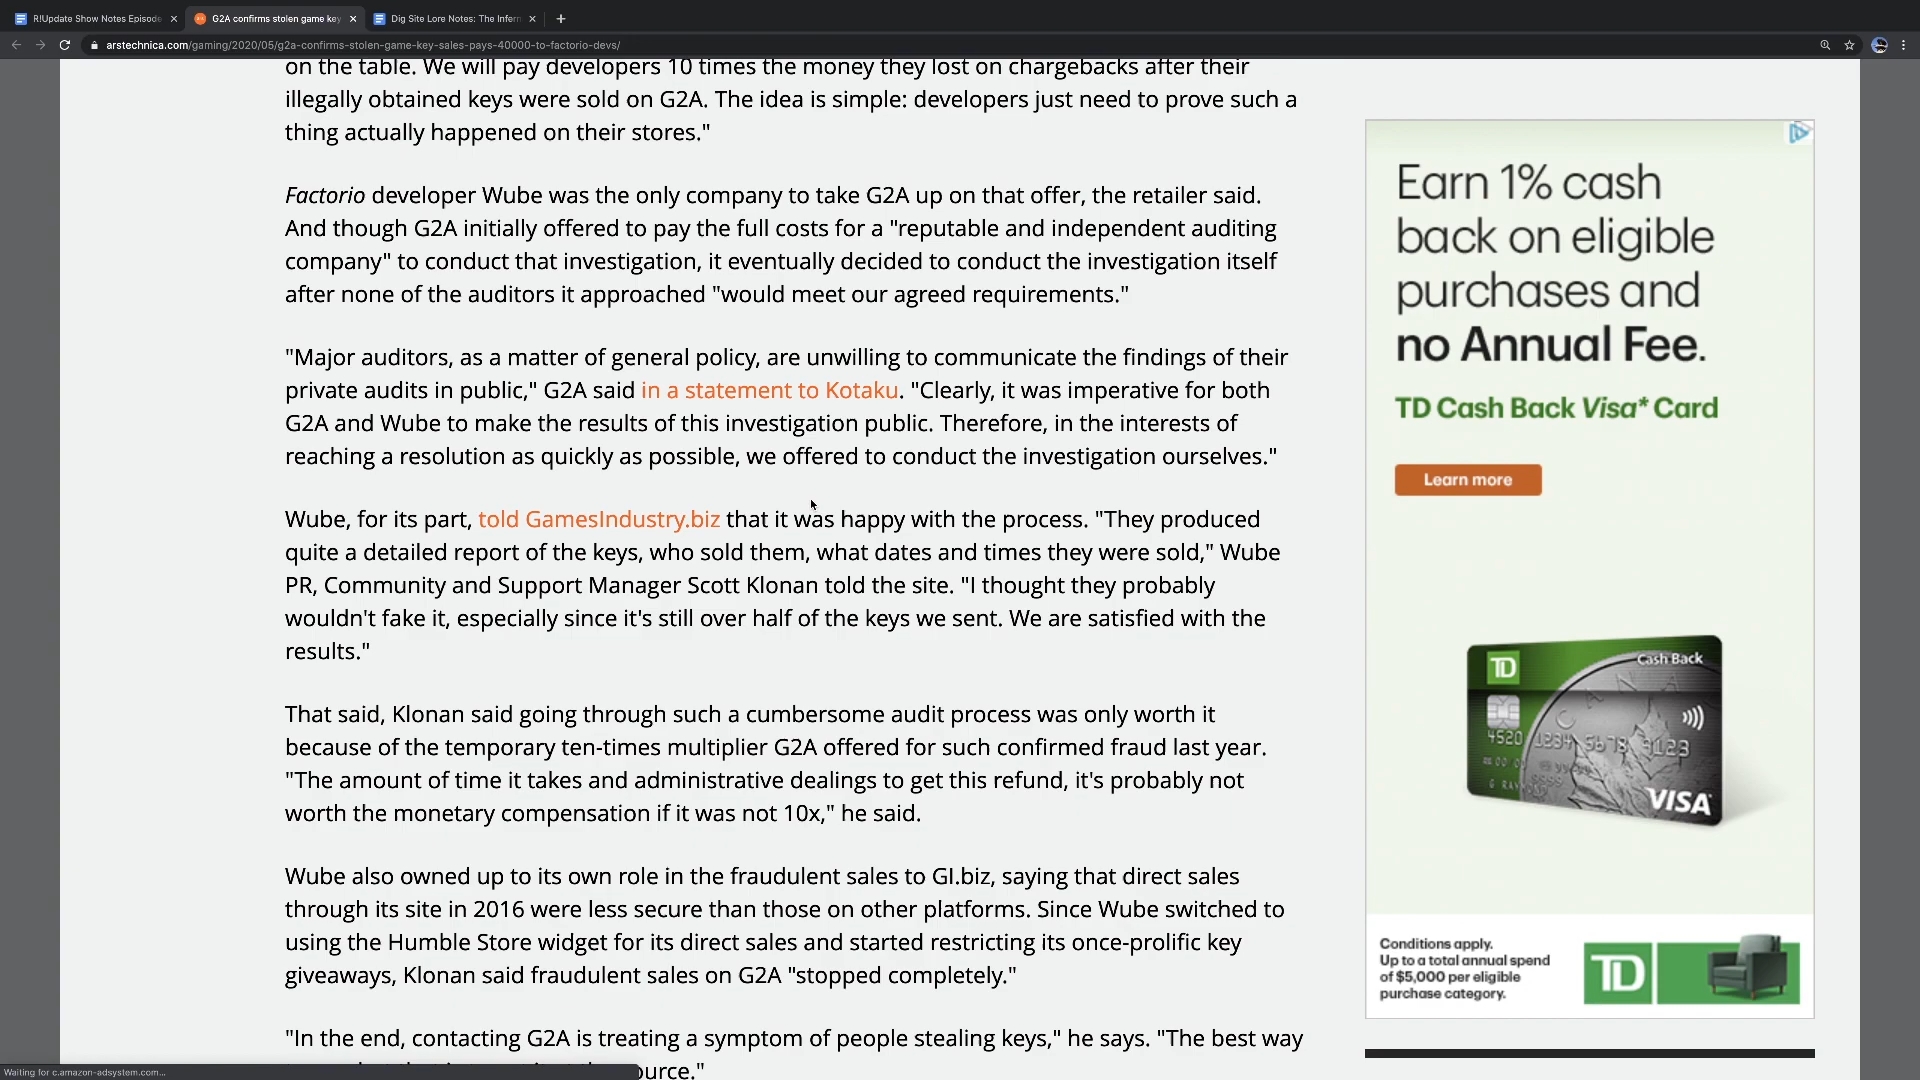 R!Update Show Notes Episode
G2A confirms stolen game key
Dig Site Lore Notes: The Infern
arstechnica.com/gaming/2020/05/g2a-confirms-stolen-game-key-sales-pays-40000-to-factorio-devs/
on the table. We will pay developers 10 times the money they lost on chargebacks after their
illegally obtained keys were sold on G2A. The idea is simple: developers just need to prove such a
thing actually happened on their stores."
Factorio developer Wube was the only company to take G2A up on that offer, the retailer said.
And though G2A initially offered to pay the full costs for a "reputable and independent auditing
company" to conduct that investigation, it eventually decided to conduct the investigation itself
after none of the auditors it approached "would meet our agreed requirements."
"Major auditors, as a matter of general policy, are unwilling to communicate the findings of their
private audits in public," G2A said in a statement to Kotaku. "Clearly, it was imperative for both
G2A and Wube to make the results of this investigation public. Therefore, in the interests of
reaching a resolution as quickly as possible, we offered to conduct the investigation ourselves."
Wube, for its part, told GamesIndustry.biz that it was happy with the process. "They produced
quite a detailed report of the keys, who sold them, what dates and times they were sold," Wube
PR, Community and Support Manager Scott Klonan told the site. "I thought they probably
wouldn't fake it, especially since it's still over half of the keys we sent. We are satisfied with the
results."
That said, Klonan said going through such a cumbersome audit process was only worth it
because of the temporary ten-times multiplier G2A offered for such confirmed fraud last year.
"The amount of time it takes and administrative dealings to get this refund, it's probably not
worth the monetary compensation if it was not 10x," he said.
Wube also owned up to its own role in the fraudulent sales to GI.biz, saying that direct sales
through its site in 2016 were less secure than those on other platforms. Since Wube switched to
using the Humble Store widget for its direct sales and started restricting its once-prolific key
giveaways, Klonan said fraudulent sales on G2A "stopped completely."
"In the end, contacting G2A is treating a symptom of people stealing keys," he says. "The best way
ource."
Waiting for c.amazon-adsystem.com...
Earn 1% cash
back on eligible
purchases and
no Annual Fee.
TD Cash Back Visa* Card
Learn more
TD
Cash Back
CANA
4520 1234 5678 9123
VISA
Conditions apply.
Up to a total annual spend
of $5,000 per eligible
purchase category.
TD